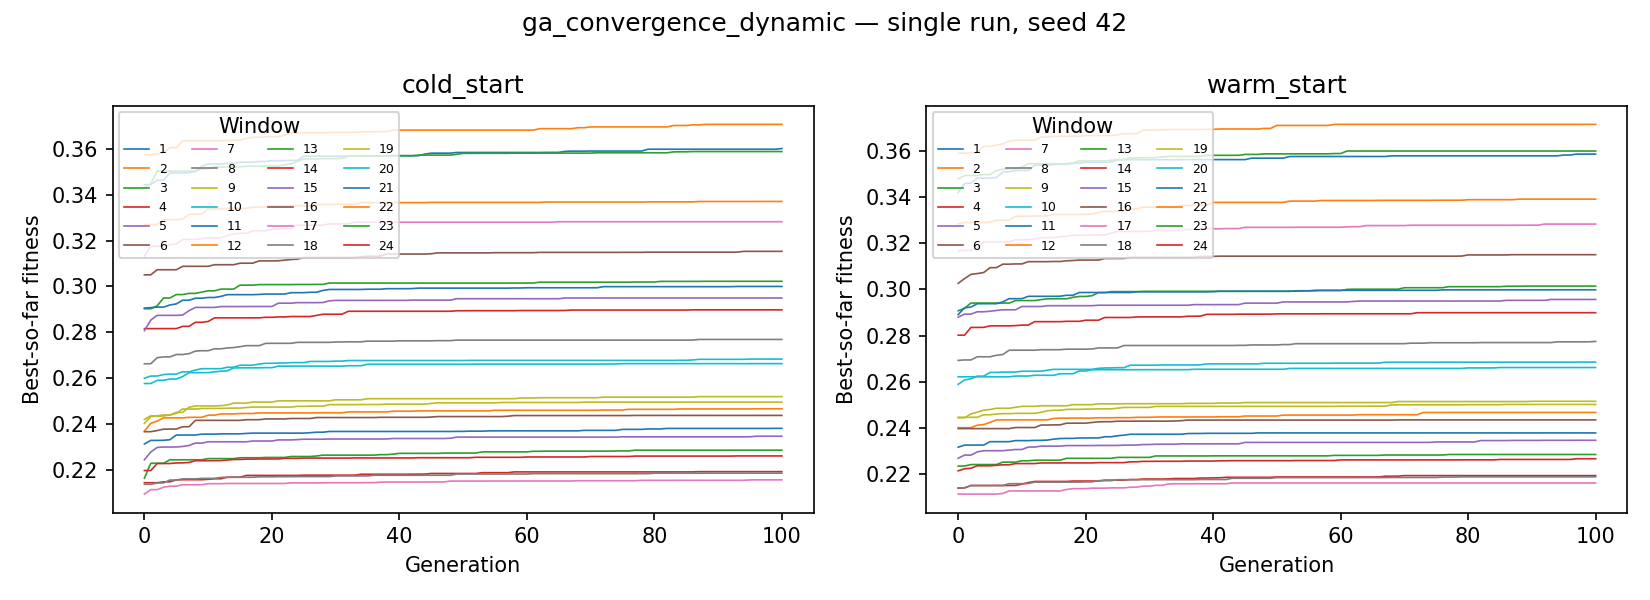 ga_convergence_dynamic — single run, seed 42
cold_start
Best-so-far fitness
0.36
0.34
0.32
0.30
0.28
0.26
0.24
0.22
Window
1 7 13 19
2 8 14 20
3 9 15 21
4 10 16 22
5 11 17 23
6 12 18 24
0 20 40 60 80 100
Generation
warm_start
Best-so-far fitness
0.36
0.34
0.32
0.30
0.28
0.26
0.24
0.22
Window
1 7 13 19
2 8 14 20
3 9 15 21
4 10 16 22
5 11 17 23
6 12 18 24
0 20 40 60 80 100
Generation